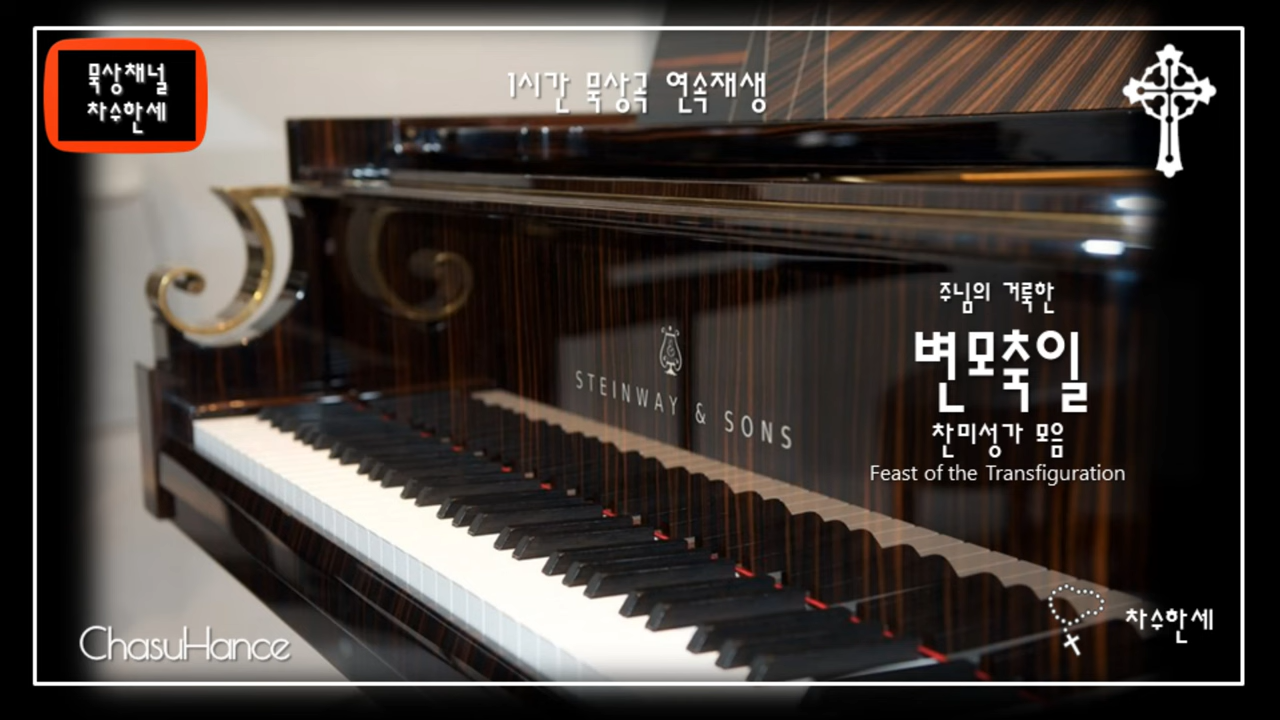 묵상채널
차수한세
1시간 묵상곡 연속재생
주님의 거룩한
변모축일
찬미성가 모음
Feast of the Transfiguration
STEINWAY & SONS
차수한세
ChasuHance